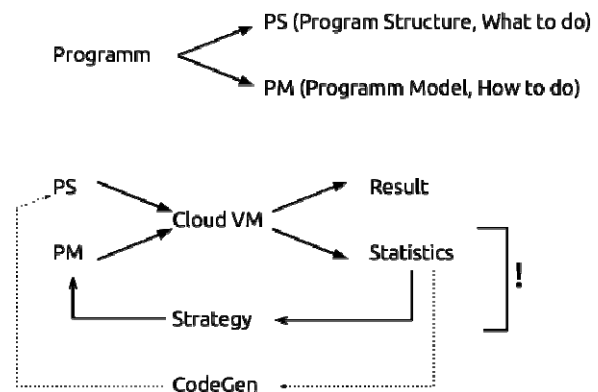 PS (Program Structure, What to do)
Programm
PM (Programm Model, How to do)
PS
Result
Cloud VM
PM
Statistics
!
Strategy
CodeGen